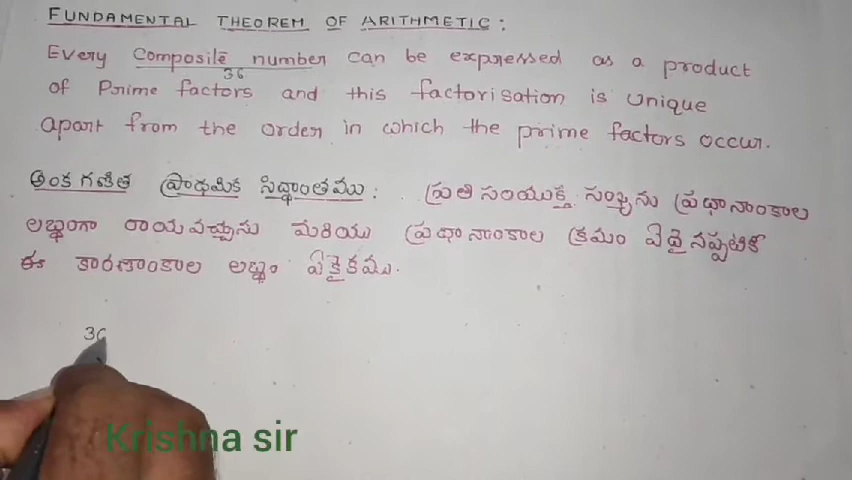 FUNDAMENTAL THEOREM OF ARITHMETIC :
Every composite number can be expressed as a product
36
of Prime factors and this factorisation is unique
apart from the order in which the prime factors occur.
అంక గణిత ప్రాధమిక సిద్ధాంతము : ప్రతి సంయుక్త సంఖ్యను ప్రధానాంకాల
లబ్ధంగా రాయవచ్చును మరియు ప్రధానాంకాల క్రమం ఏదైనప్పటికీ
ఈ కారణాంకాల లబ్ధం ఏకైకము.
36
Krishna sir